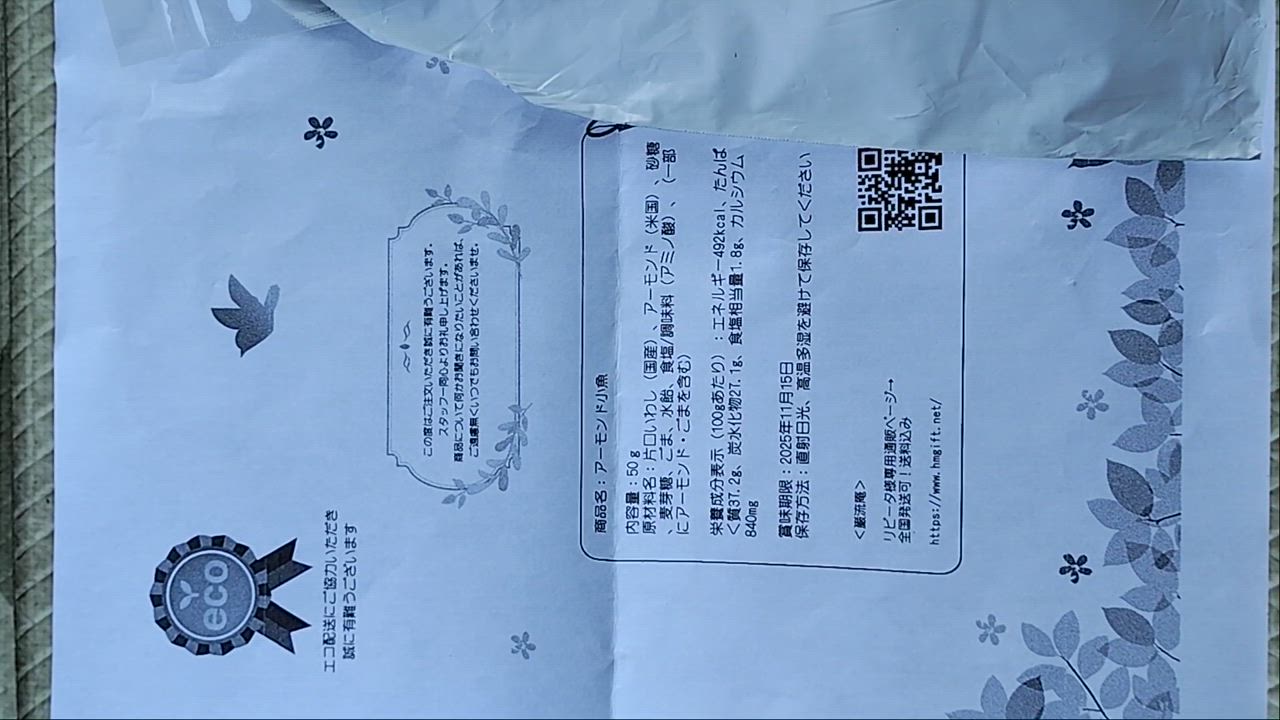 eco
エコ配送にご協力いただき
誠に有難うございます
この度はご注文いただき誠に有難うございます。
スタッフ一同心よりお礼申し上げます。
商品について何かお聞きになりたいことがあれば、
ご遠慮無くいつでもお問い合わせくださいませ。
商品名：アーモンド小魚
内容量：50ｇ
原材料名：片口いわし（国産）、アーモンド（米国）、砂糖
、麦芽糖、ごま、水飴、食塩/調味料（アミノ酸）、（一部
にアーモンド・ごまを含む）
栄養成分表示（100gあたり）：エネルギー492kcal、たんぱ
く質37.2g、炭水化物27.1g、食塩相当量1.8g、カルシウム
840mg
賞味期限：2025年11月15日
保存方法：直射日光、高温多湿を避けて保存してください
＜巌流庵＞
リピータ様専用通販ページ→
全国発送可！送料込み
https://www.hmgift.net/